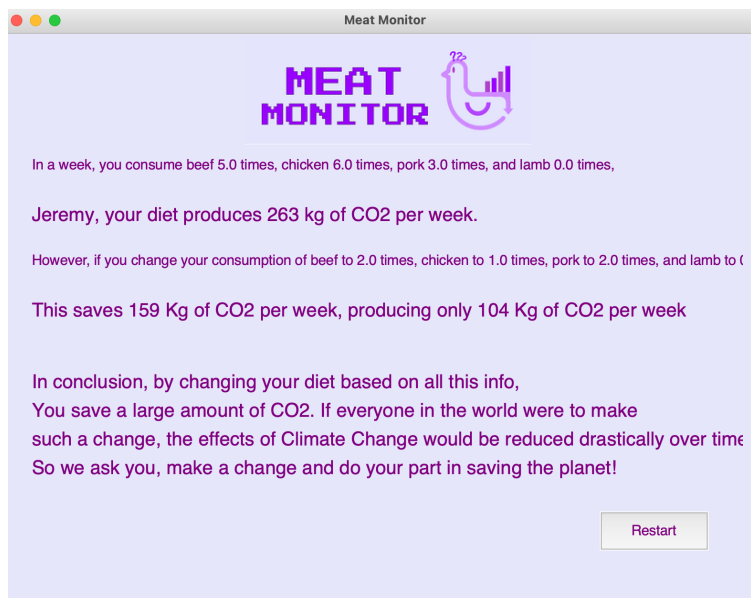 Meat Monitor
MEAT
MONITOR
In a week, you consume beef 5.0 times, chicken 6.0 times, pork 3.0 times, and lamb 0.0 times,
Jeremy, your diet produces 263 kg of CO2 per week.
However, if you change your consumption of beef to 2.0 times, chicken to 1.0 times, pork to 2.0 times, and lamb to
This saves 159 Kg of CO2 per week, producing only 104 Kg of CO2 per week
In conclusion, by changing your diet based on all this info,
You save a large amount of CO2. If everyone in the world were to make
such a change, the effects of Climate Change would be reduced drastically over time
So we ask you, make a change and do your part in saving the planet!
Restart